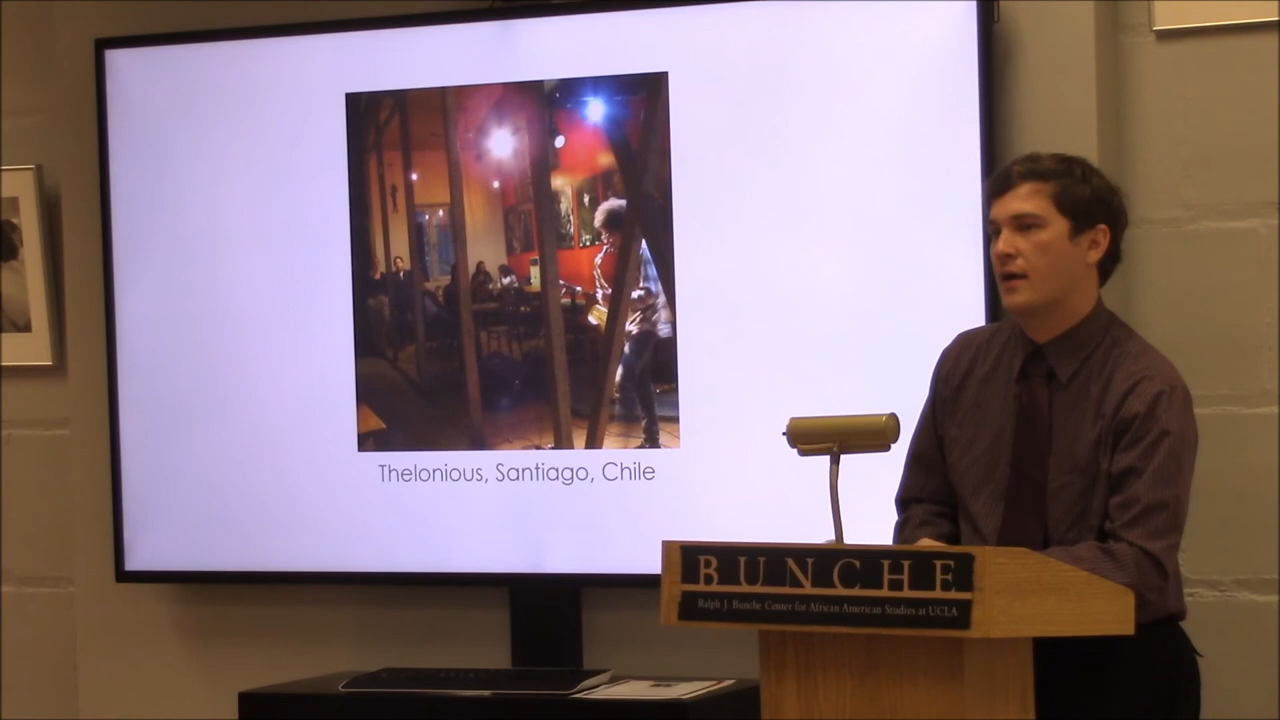 Thelonious, Santiago, Chile
BUNCHE
Ralph J. Bunche Center for African American Studies at UCLA